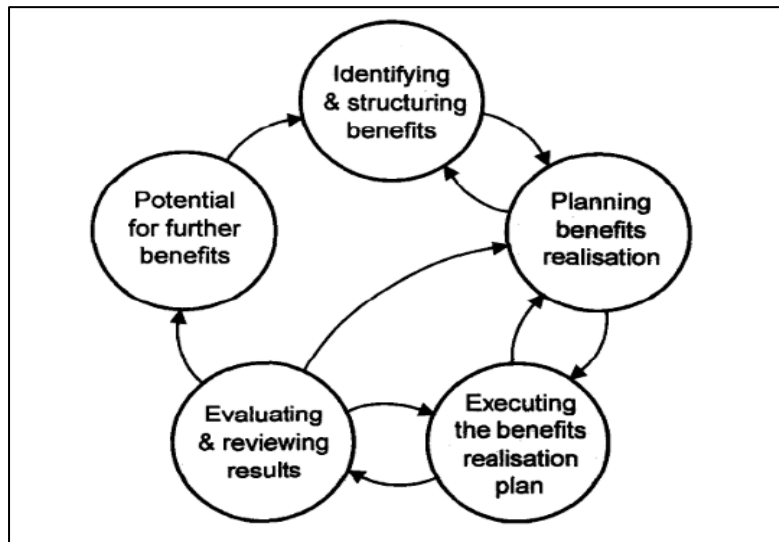 Identifying
& structuring
benefits
Planning
benefits
realisation
Executing
the benefits
realisation
plan
Evaluating
& reviewing
results
Potential
for further
benefits